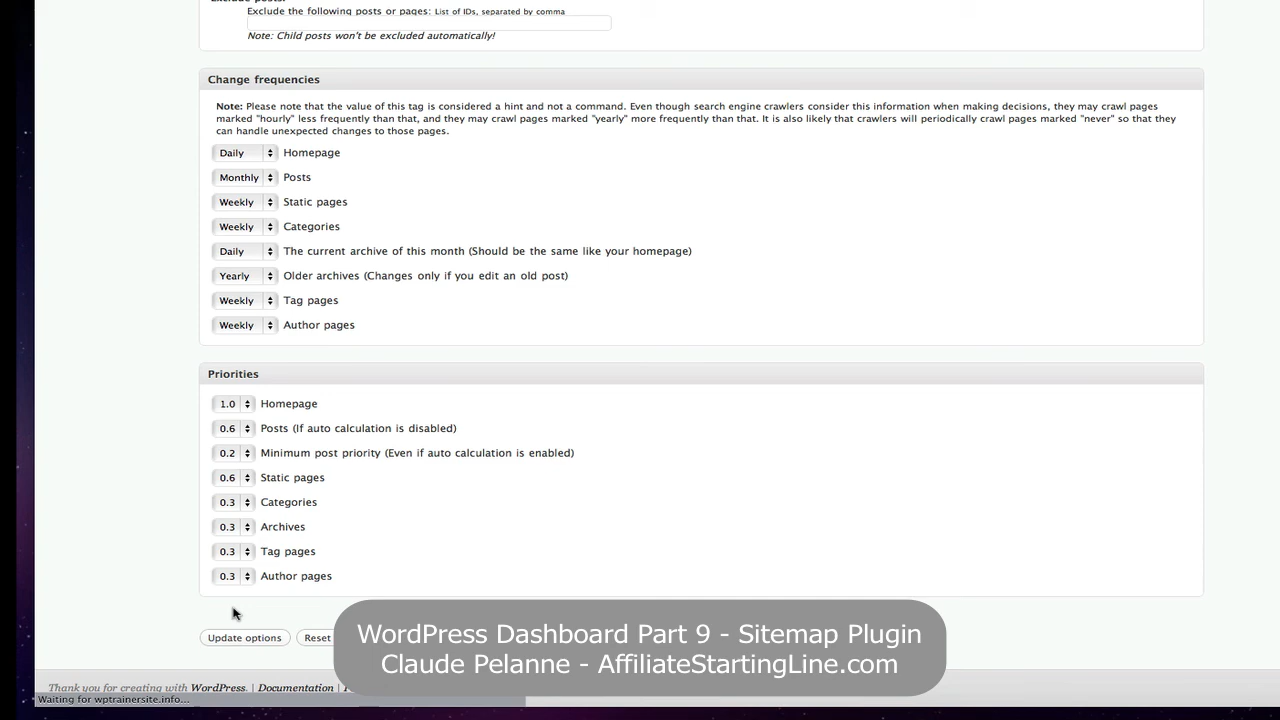 Exclude posts:
Exclude the following posts or pages: List of IDs, separated by comma
Note: Child posts won't be excluded automatically!
Change frequencies
Note: Please note that the value of this tag is considered a hint and not a command. Even though search engine crawlers consider this information when making decisions, they may crawl pages
marked "hourly" less frequently than that, and they may crawl pages marked "yearly" more frequently than that. It is also likely that crawlers will periodically crawl pages marked "never" so that they
can handle unexpected changes to those pages.
Daily Homepage
Monthly Posts
Weekly Static pages
Weekly Categories
Daily The current archive of this month (Should be the same like your homepage)
Yearly Older archives (Changes only if you edit an old post)
Weekly Tag pages
Weekly Author pages
Priorities
1.0 Homepage
0.6 Posts (If auto calculation is disabled)
0.2 Minimum post priority (Even if auto calculation is enabled)
0.6 Static pages
0.3 Categories
0.3 Archives
0.3 Tag pages
0.3 Author pages
Update options Reset
WordPress Dashboard Part 9 - Sitemap Plugin
Claude Pelanne - AffiliateStartingLine.com
Thank you for creating with WordPress. | Documentation |
Waiting for wptrainersite.info...